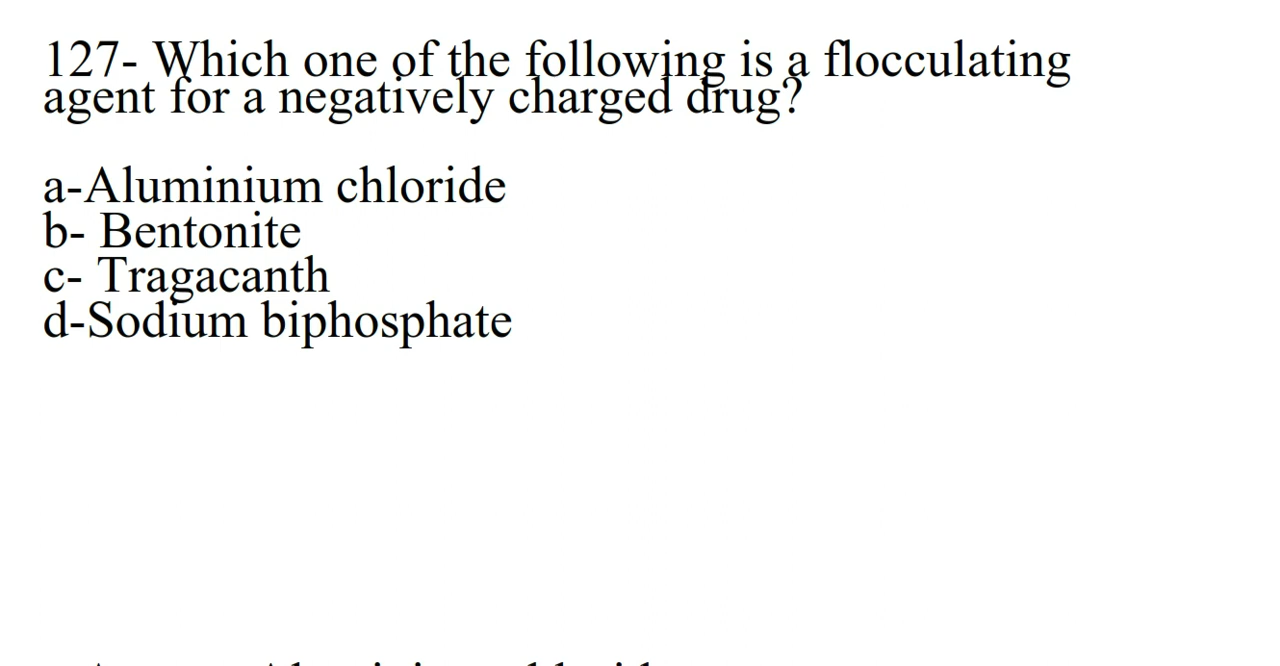 127- Which one of the following is a flocculating
agent for a negatively charged drug?
a-Aluminium chloride
b- Bentonite
c- Tragacanth
d-Sodium biphosphate